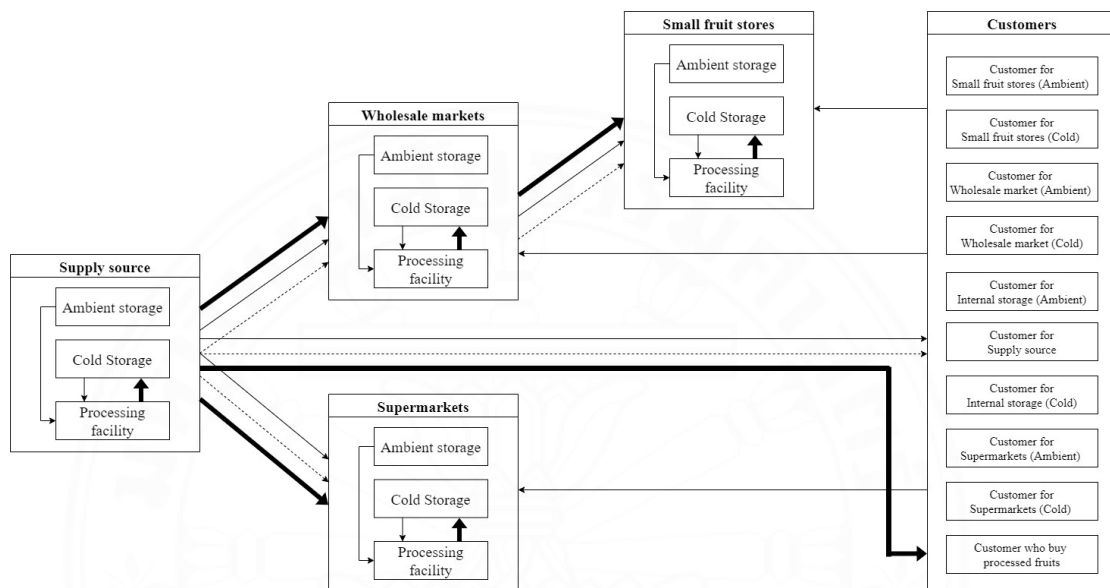 Small fruit stores
Ambient storage
Cold Storage
Processing
facility
Wholesale markets
Ambient storage
Cold Storage
Processing
facility
Supply source
Ambient storage
Cold Storage
Processing
facility
Supermarkets
Ambient storage
Cold Storage
Processing
facility
Customers
Customer for
Small fruit stores (Ambient)
Customer for
Small fruit stores (Cold)
Customer for
Wholesale market (Ambient)
Customer for
Wholesale market (Cold)
Customer for
Internal storage (Ambient)
Customer for
Supply source
Customer for
Internal storage (Cold)
Customer for
Supermarkets (Ambient)
Customer for
Supermarkets (Cold)
Customer who buy
processed fruits